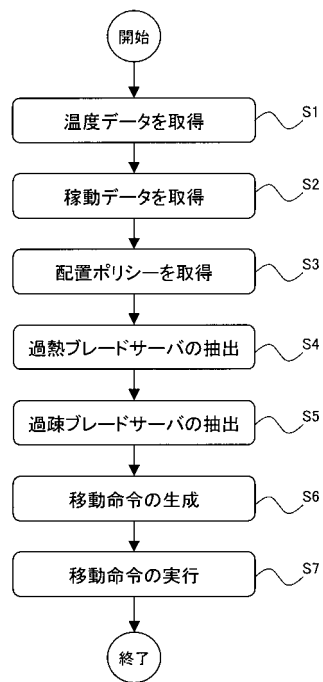 開始
温度データを取得
S1
稼動データを取得
S2
配置ポリシーを取得
S3
過熱ブレードサーバの抽出
S4
過疎ブレードサーバの抽出
S5
移動命令の生成
S6
移動命令の実行
S7
終了